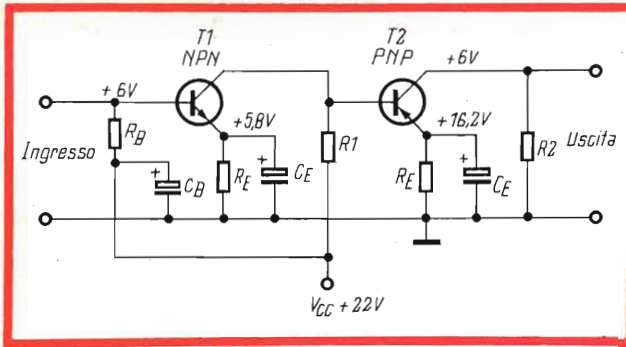 T1
NPN
T2
PNP
+6V
+6V
+5,8V
+16,2V
Ingresso
RB
CB
RE
CE
R1
RE
CE
R2
Uscita
VCC +22V